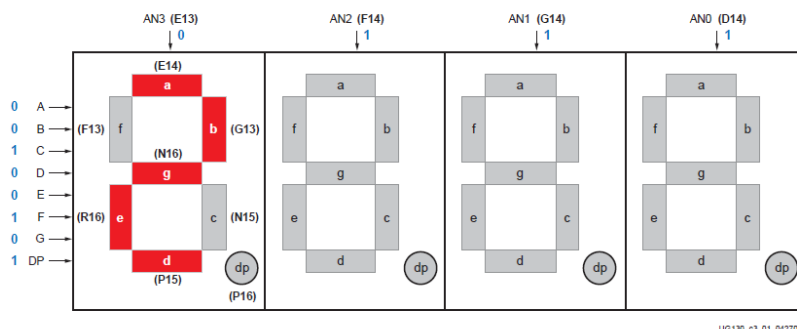 AN3 (E13) AN2 (F14) AN1 (G14) AN0 (D14)
0 1 1 1
(E14)
a a a a
0 A
0 B (F13) f b (G13) f b f b f b
1 C (N16)
0 D g g g g
0 E
1 F (R16) e c (N15) e c e c e c
0 G
1 DP d dp d dp d dp d dp
(P15)
(P16)